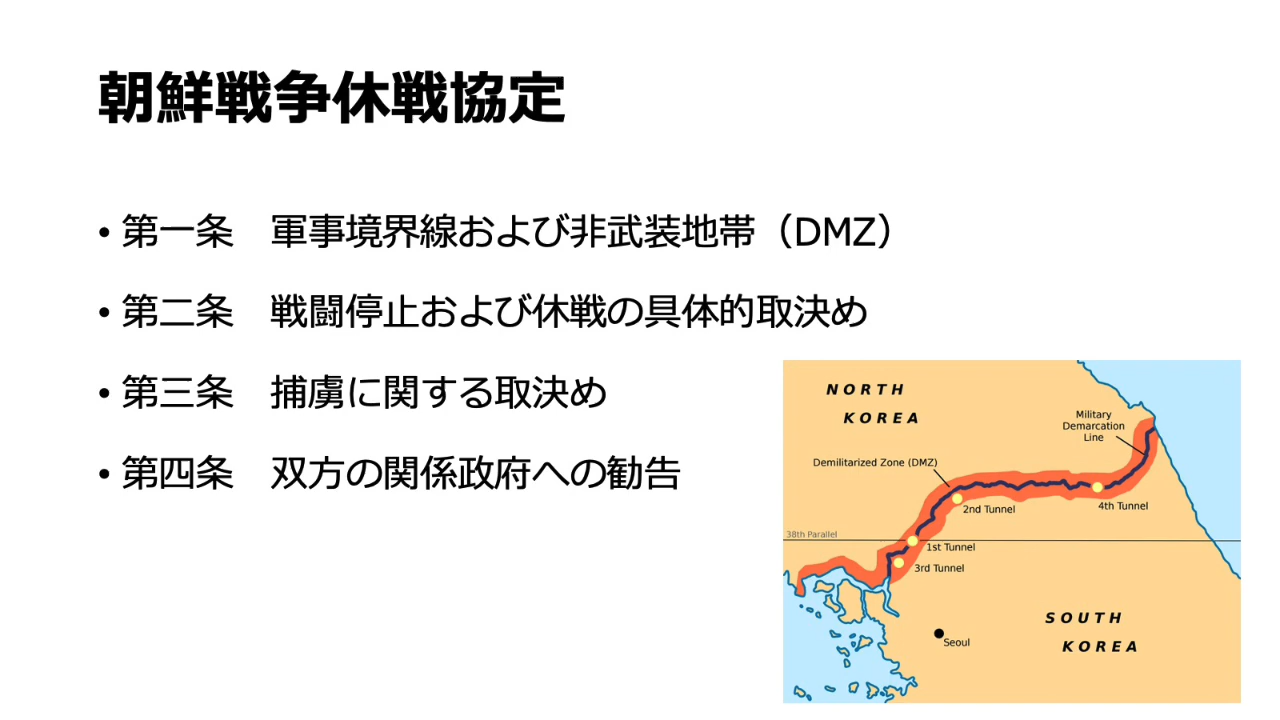 朝鮮戦争休戦協定
• 第一条　軍事境界線および非武装地帯（DMZ）
• 第二条　戦闘停止および休戦の具体的取決め
• 第三条　捕虜に関する取決め
• 第四条　双方の関係政府への勧告
NORTH
KOREA
Military
Demarcation
Line
Demilitarized Zone (DMZ)
2nd Tunnel
4th Tunnel
38th Parallel
1st Tunnel
3rd Tunnel
SOUTH
KOREA
Seoul